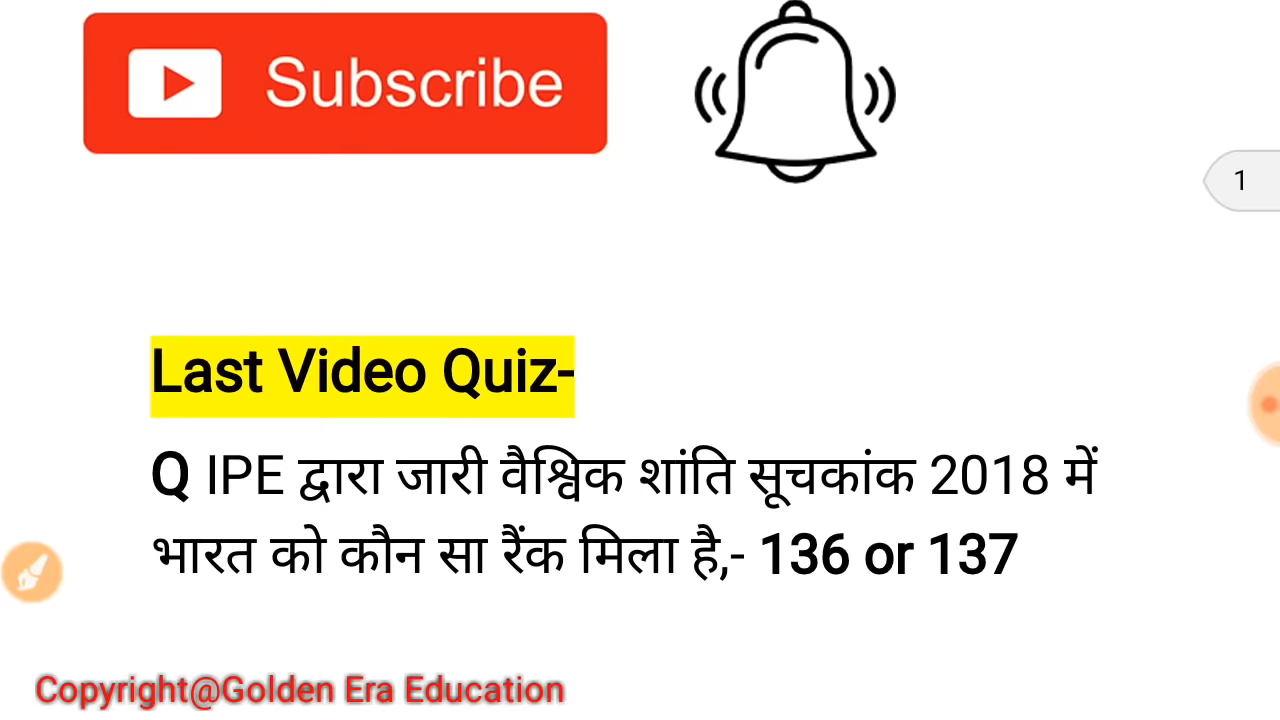 Subscribe
1
Last Video Quiz-
Q IPE द्वारा जारी वैश्विक शांति सूचकांक 2018 में
भारत को कौन सा रैंक मिला है,- 136 or 137
Copyright@Golden Era Education